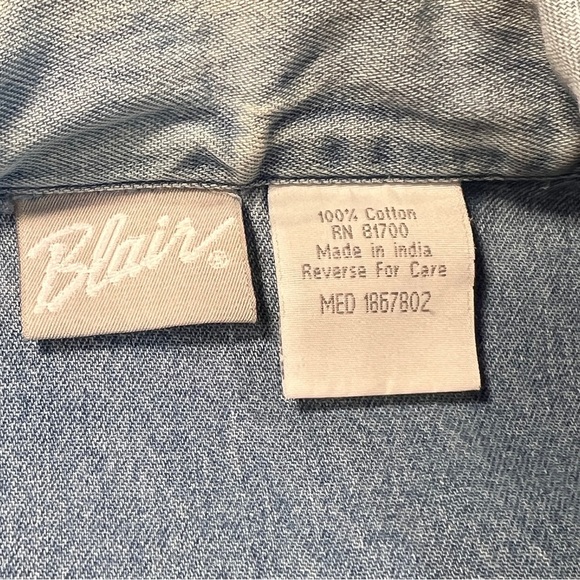 Blair®
100% Cotton
RN 81700
Made in India
Reverse For Care
MED 1867802